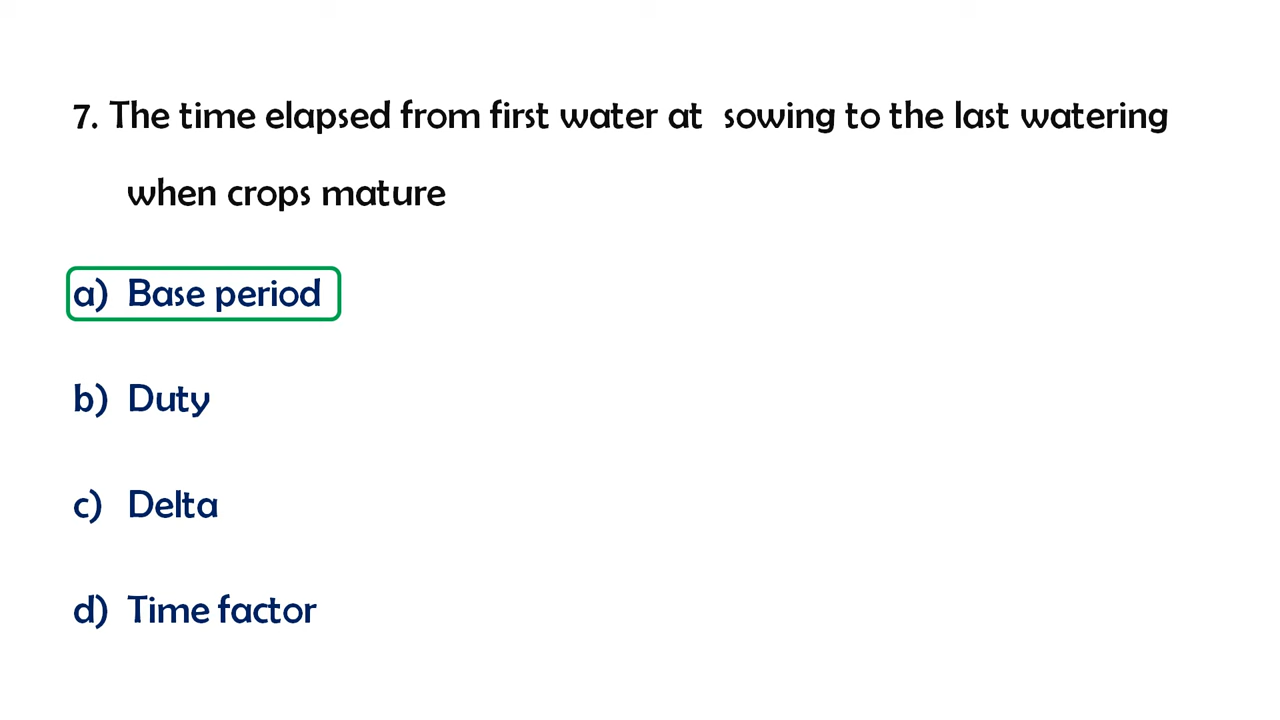 7. The time elapsed from first water at  sowing to the last watering
when crops mature
a) Base period
b) Duty
c) Delta
d) Time factor